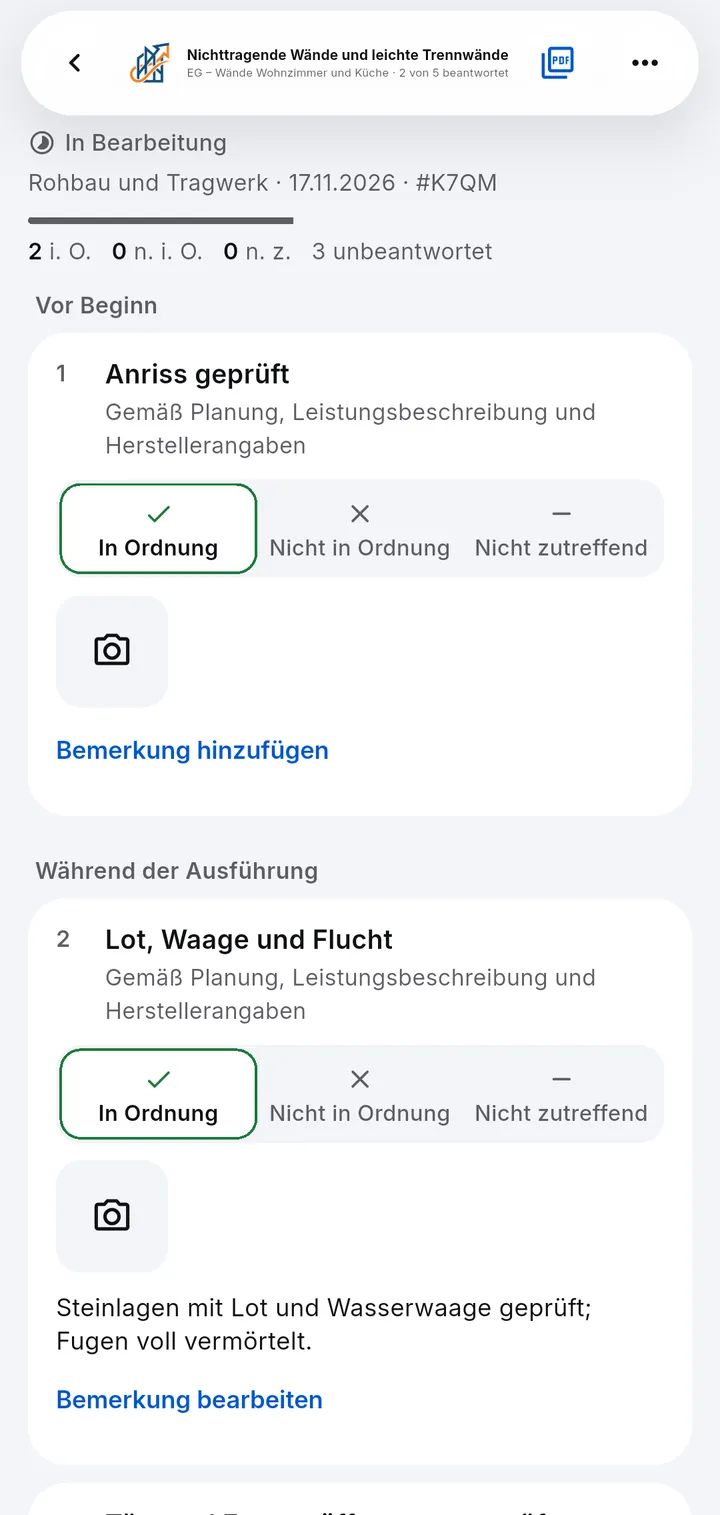 Nichttragende Wände und leichte Trennwände
EG – Wände Wohnzimmer und Küche · 2 von 5 beantwortet
PDF
In Bearbeitung
Rohbau und Tragwerk · 17.11.2026 · #K7QM
2 i. O. 0 n. i. O. 0 n. z. 3 unbeantwortet
Vor Beginn
1 Anriss geprüft
Gemäß Planung, Leistungsbeschreibung und
Herstellerangaben
In Ordnung Nicht in Ordnung Nicht zutreffend
Bemerkung hinzufügen
Während der Ausführung
2 Lot, Waage und Flucht
Gemäß Planung, Leistungsbeschreibung und
Herstellerangaben
In Ordnung Nicht in Ordnung Nicht zutreffend
Steinlagen mit Lot und Wasserwaage geprüft;
Fugen voll vermörtelt.
Bemerkung bearbeiten